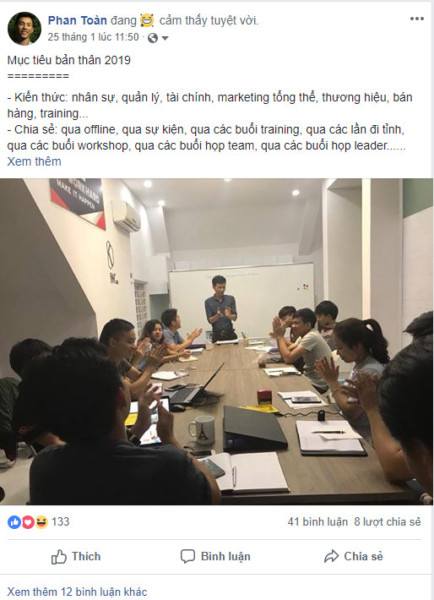 Phan Toàn đang cảm thấy tuyệt vời.
25 tháng 1 lúc 11:50
Mục tiêu bản thân 2019
=========
- Kiến thức: nhân sự, quản lý, tài chính, marketing tổng thể, thương hiệu, bán
hàng, training...
- Chia sẻ: qua offline, qua sự kiện, qua các buổi training, qua các lần đi tỉnh,
qua các buổi workshop, qua các buổi họp team, qua các buổi họp leader......
Xem thêm
MAKE IT HAPPEN
133
41 bình luận 8 lượt chia sẻ
Thích
Bình luận
Chia sẻ
Xem thêm 12 bình luận khác